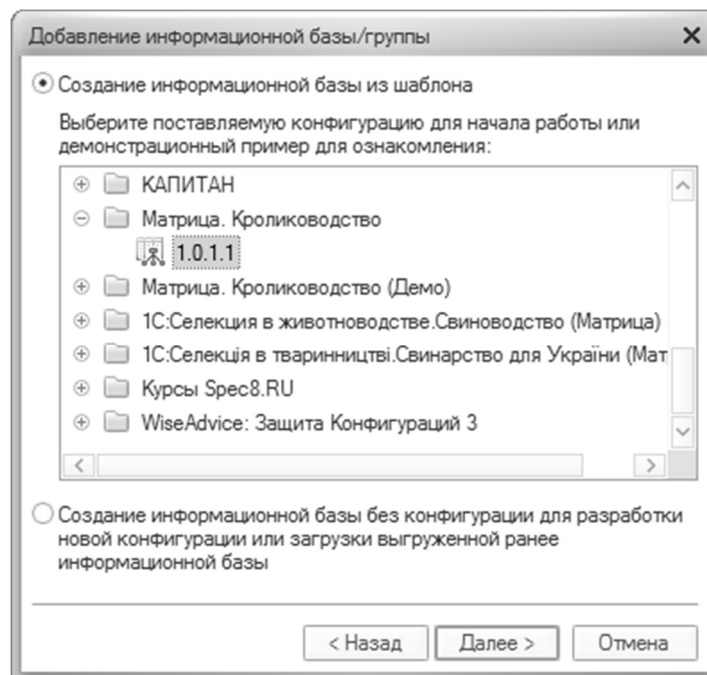 Добавление информационной базы/группы
Создание информационной базы из шаблона
Выберите поставляемую конфигурацию для начала работы или
демонстрационный пример для ознакомления:
КАПИТАН
Матрица. Кролиководство
1.0.1.1
Матрица. Кролиководство (Демо)
1С:Селекция в животноводстве.Свиноводство (Матрица)
1С:Селекція в тваринництві.Свинарство для України (Мат
Курсы Spec8.RU
WiseAdvice: Защита Конфигураций 3
Создание информационной базы без конфигурации для разработки
новой конфигурации или загрузки выгруженной ранее
информационной базы
< Назад Далее > Отмена